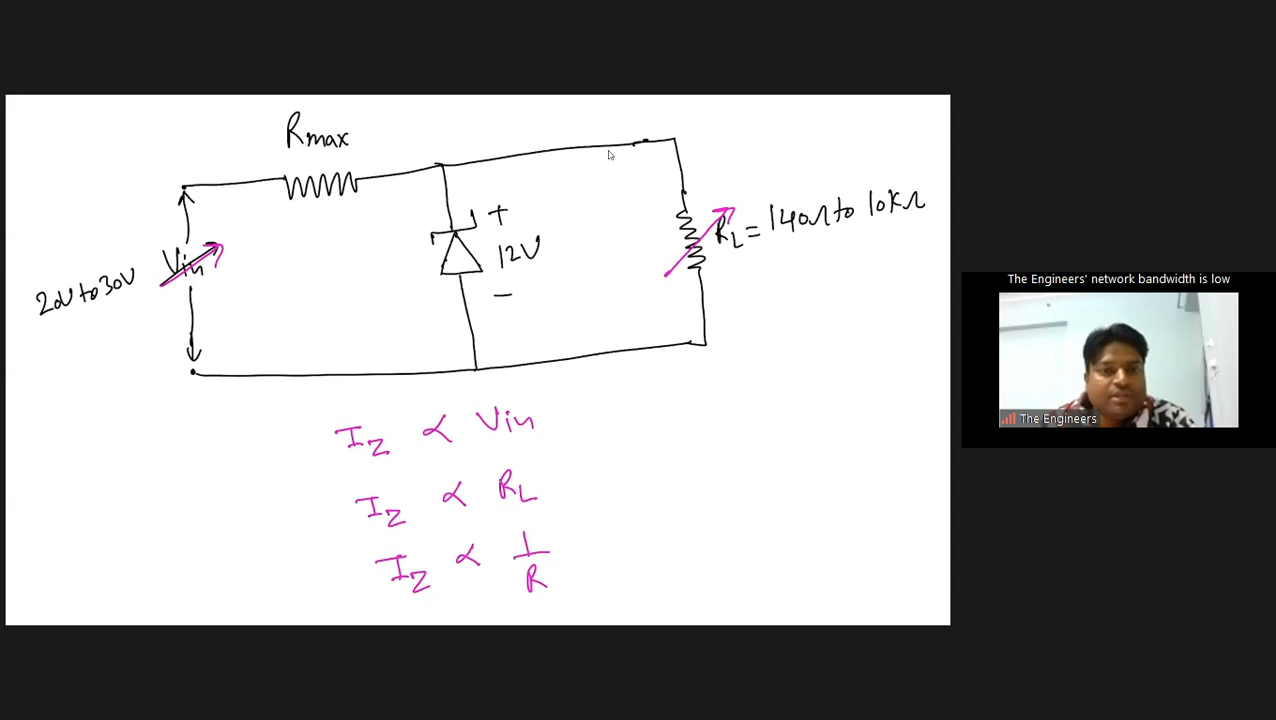 Rmax
Vin
20V to 30V
+
12V
−
RL = 140Ω to 10KΩ
IZ ∝ Vin
IZ ∝ RL
IZ ∝ 1/R
The Engineers' network bandwidth is low
The Engineers